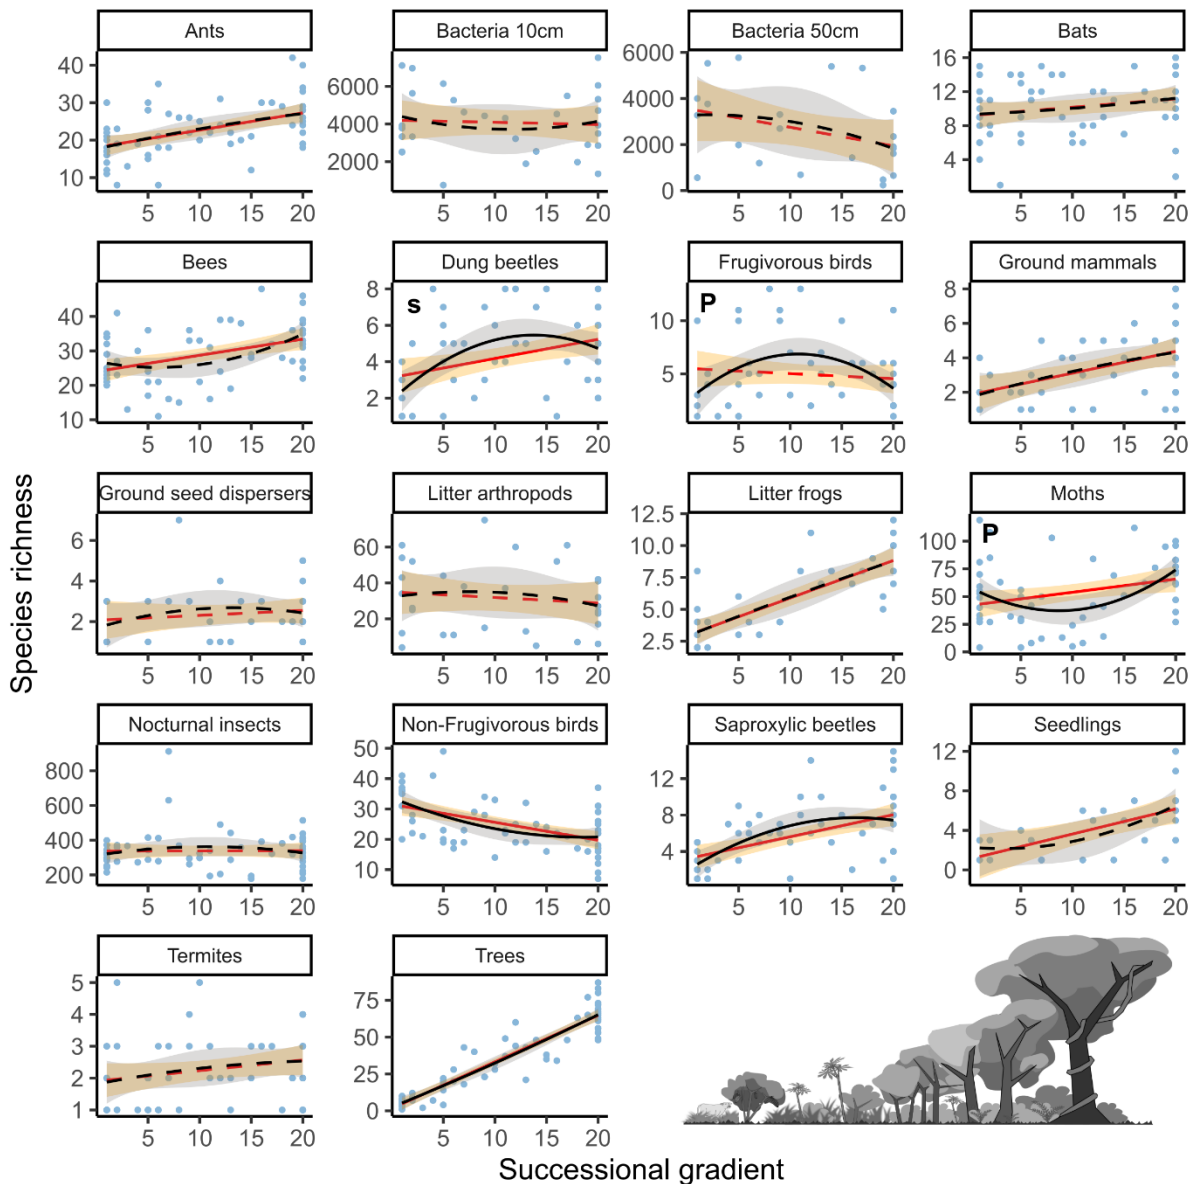 Ants
Bacteria 10cm
Bacteria 50cm
Bats
40
30
20
10
5 10 15 20
6000
4000
2000
5 10 15 20
6000
4000
2000
0
5 10 15 20
16
12
8
4
5 10 15 20
Bees
Dung beetles
Frugivorous birds
Ground mammals
40
30
20
10
5 10 15 20
s
8
6
4
2
5 10 15 20
P
10
5
5 10 15 20
8
6
4
2
5 10 15 20
Species richness
Ground seed dispersers
Litter arthropods
Litter frogs
Moths
6
4
2
5 10 15 20
60
40
20
5 10 15 20
12.5
10.0
7.5
5.0
2.5
5 10 15 20
P
100
75
50
25
0
5 10 15 20
Nocturnal insects
Non-Frugivorous birds
Saproxylic beetles
Seedlings
800
600
400
200
5 10 15 20
50
40
30
20
10
5 10 15 20
12
8
4
5 10 15 20
12
8
4
0
5 10 15 20
Termites
Trees
5
4
3
2
1
5 10 15 20
75
50
25
0
5 10 15 20
Successional gradient